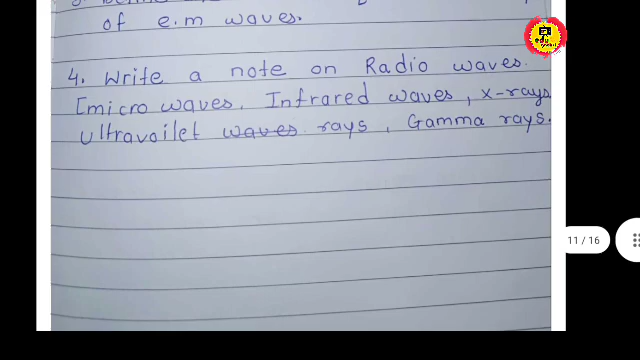 of e.m waves.
4. Write a note on Radio waves.
[micro waves, Infrared waves, x-rays
ultravoilet waves rays, Gamma rays.
edu
11 / 16